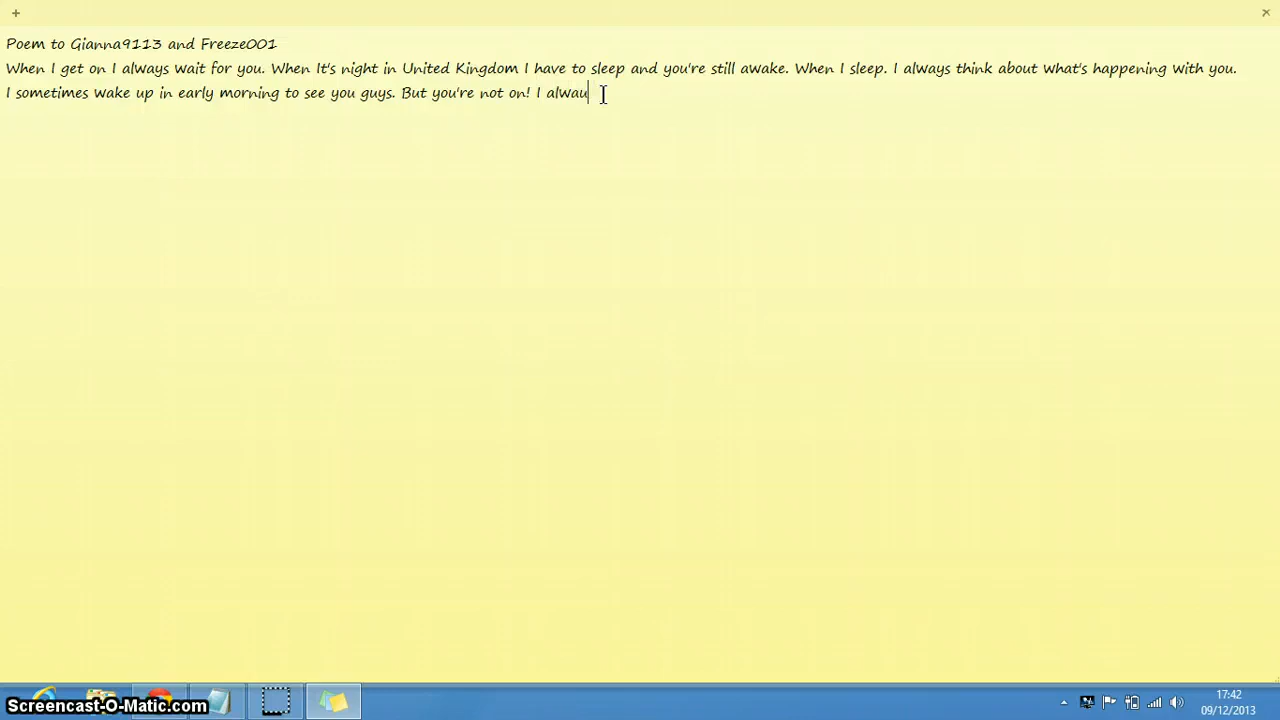 Poem to Gianna9113 and Freeze001
When I get on I always wait for you. When It's night in United Kingdom I have to sleep and you're still awake. When I sleep. I always think about what's happening with you.
I sometimes wake up in early morning to see you guys. But you're not on! I alwau
Screencast-O-Matic.com
17:42
09/12/2013